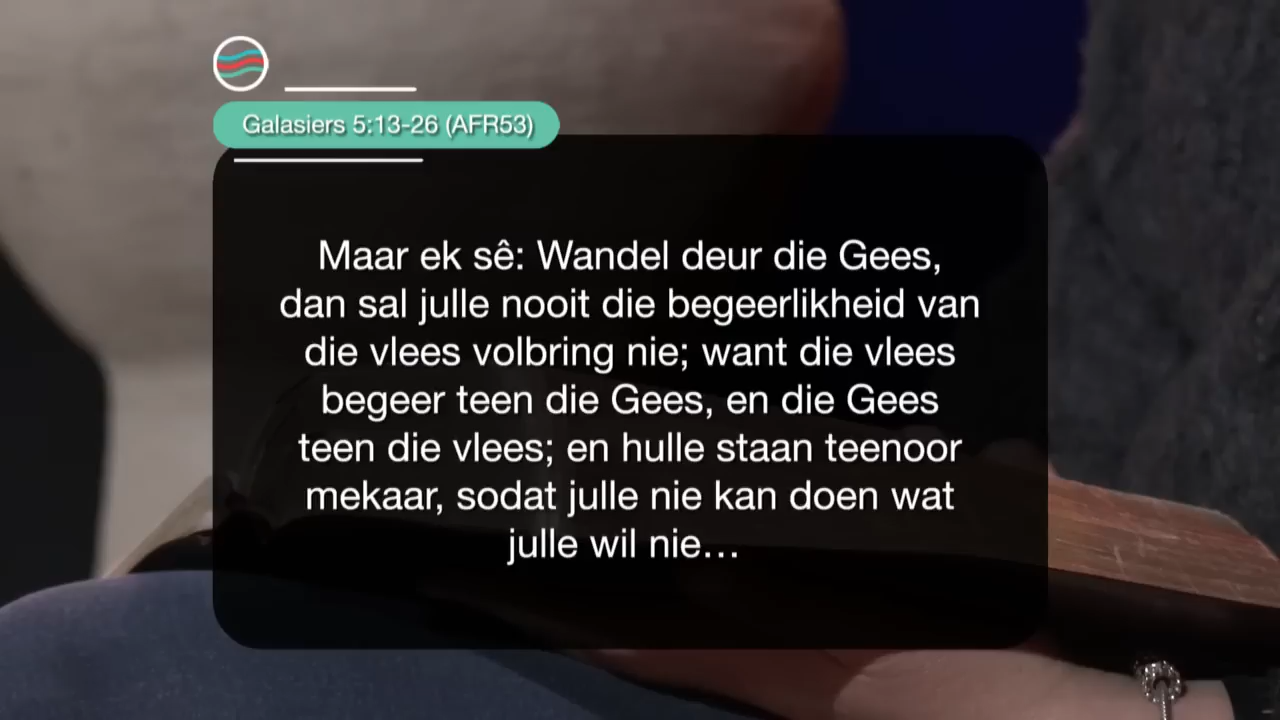 Galasiers 5:13-26 (AFR53)
Maar ek sê: Wandel deur die Gees,
dan sal julle nooit die begeerlikheid van
die vlees volbring nie; want die vlees
begeer teen die Gees, en die Gees
teen die vlees; en hulle staan teenoor
mekaar, sodat julle nie kan doen wat
julle wil nie…